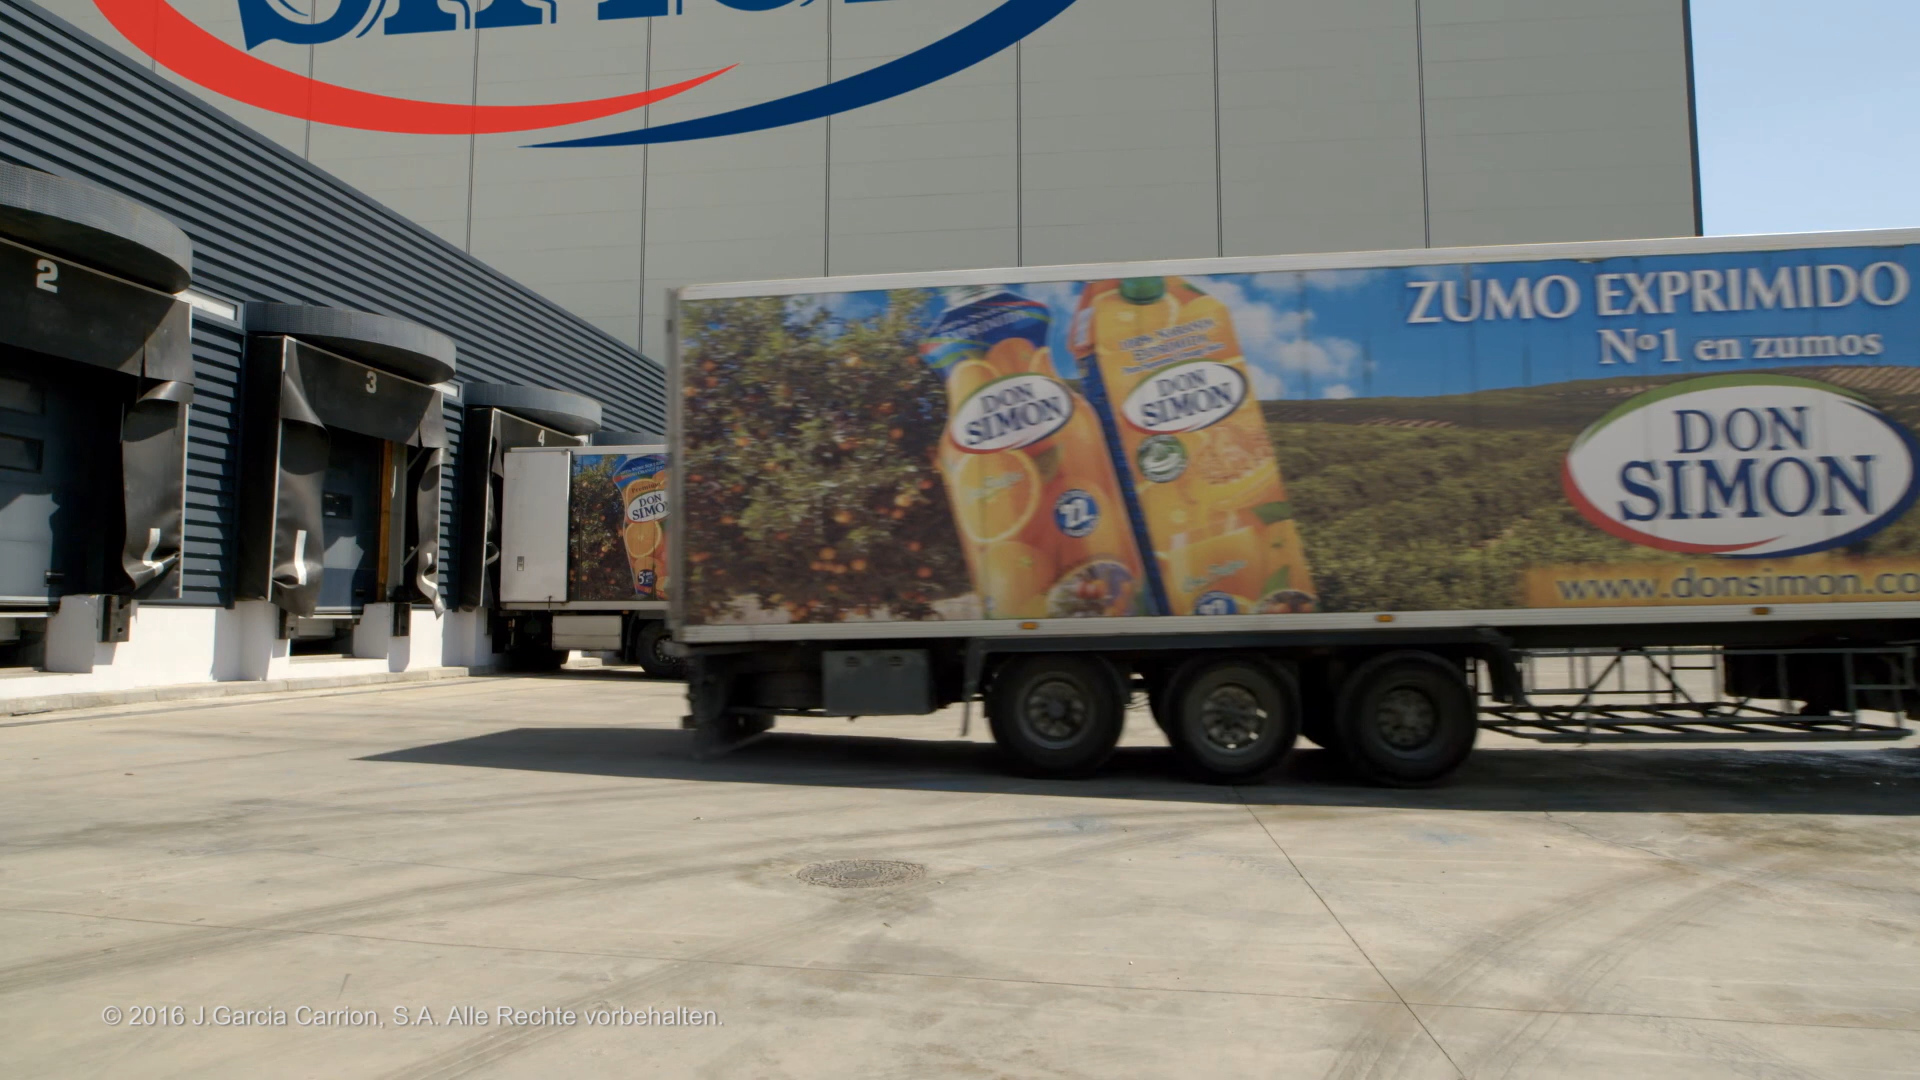 SIMON
2
3
4
ZUMO EXPRIMIDO
Nº1 en zumos
DON
SIMON
DON
SIMON
DON
SIMON
DON
SIMO
www.donsimon.co
© 2016 J.Garcia Carrion, S.A. Alle Rechte vorbehalten.